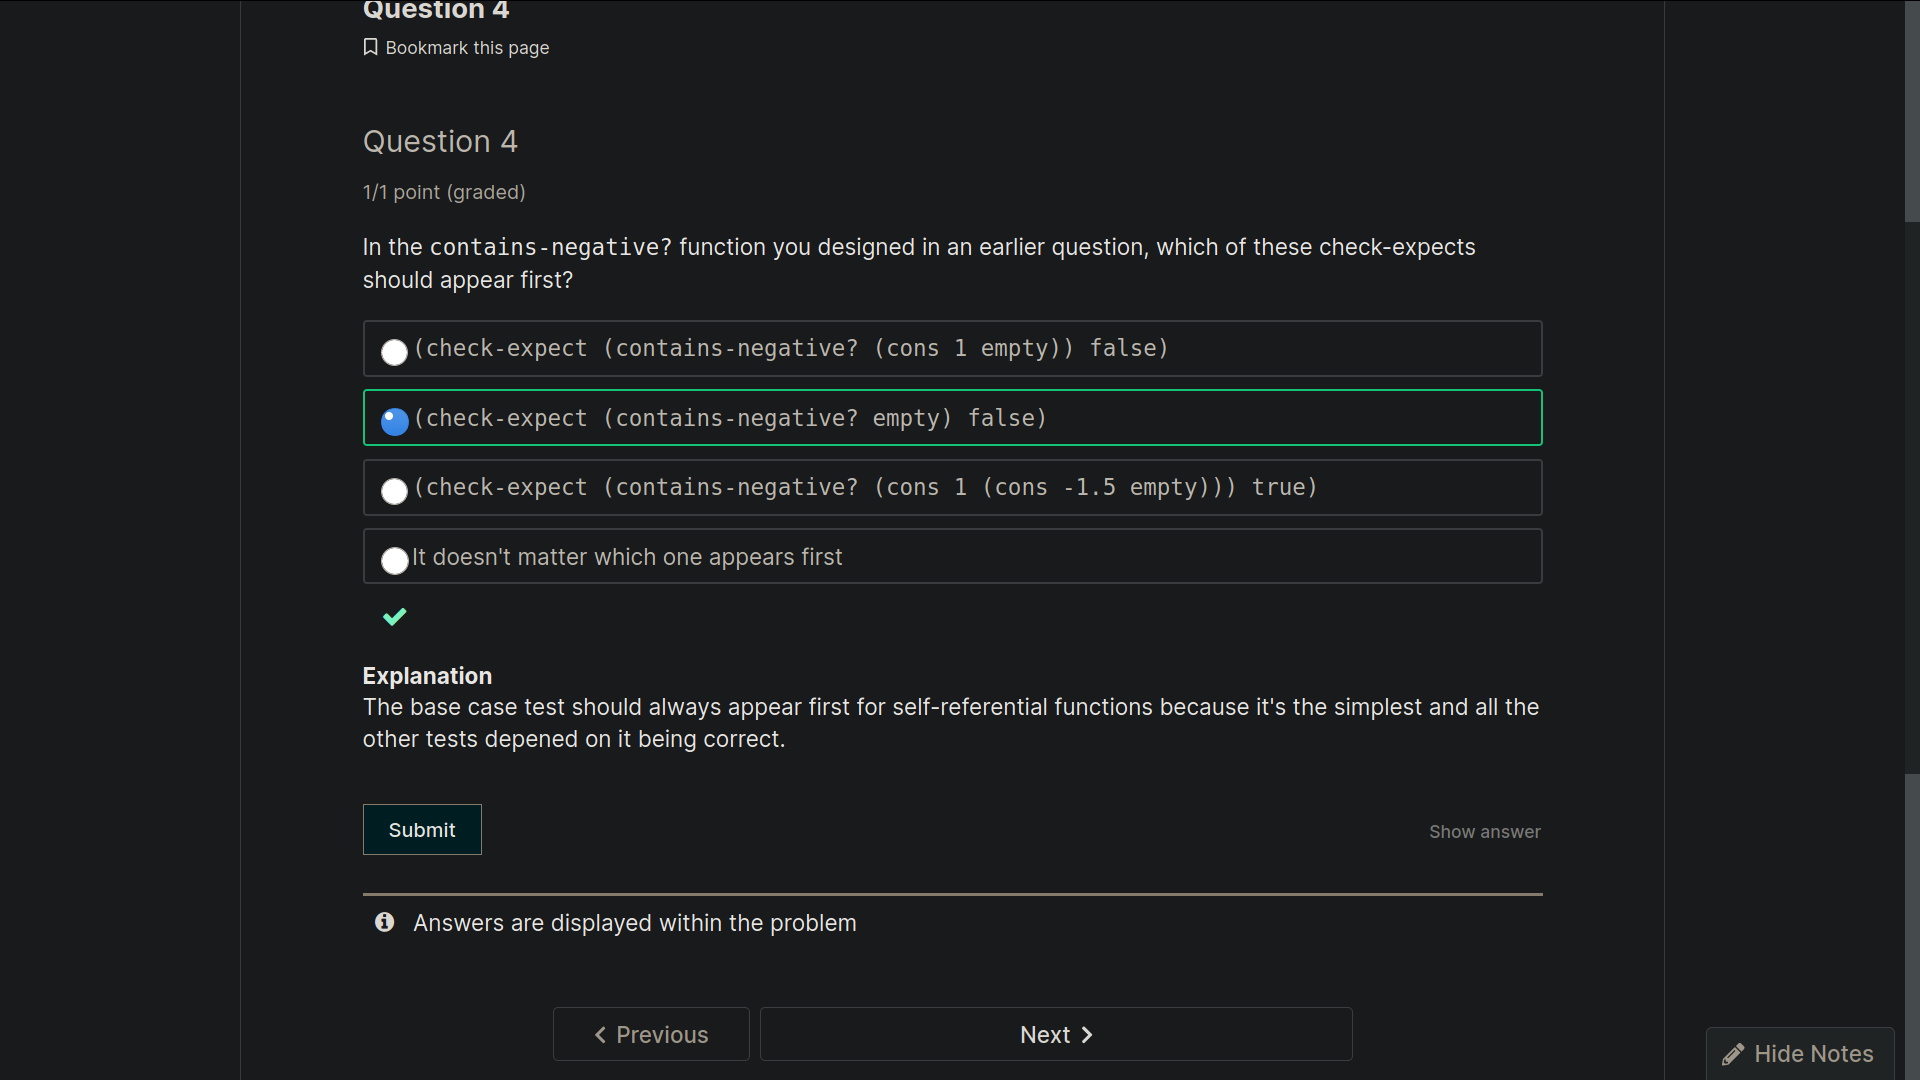 Question 4
Bookmark this page
Question 4
1/1 point (graded)
In the contains-negative? function you designed in an earlier question, which of these check-expects
should appear first?
(check-expect (contains-negative? (cons 1 empty)) false)
(check-expect (contains-negative? empty) false)
(check-expect (contains-negative? (cons 1 (cons -1.5 empty))) true)
It doesn't matter which one appears first
Explanation
The base case test should always appear first for self-referential functions because it's the simplest and all the
other tests depened on it being correct.
Submit
Show answer
Answers are displayed within the problem
Previous
Next
Hide Notes